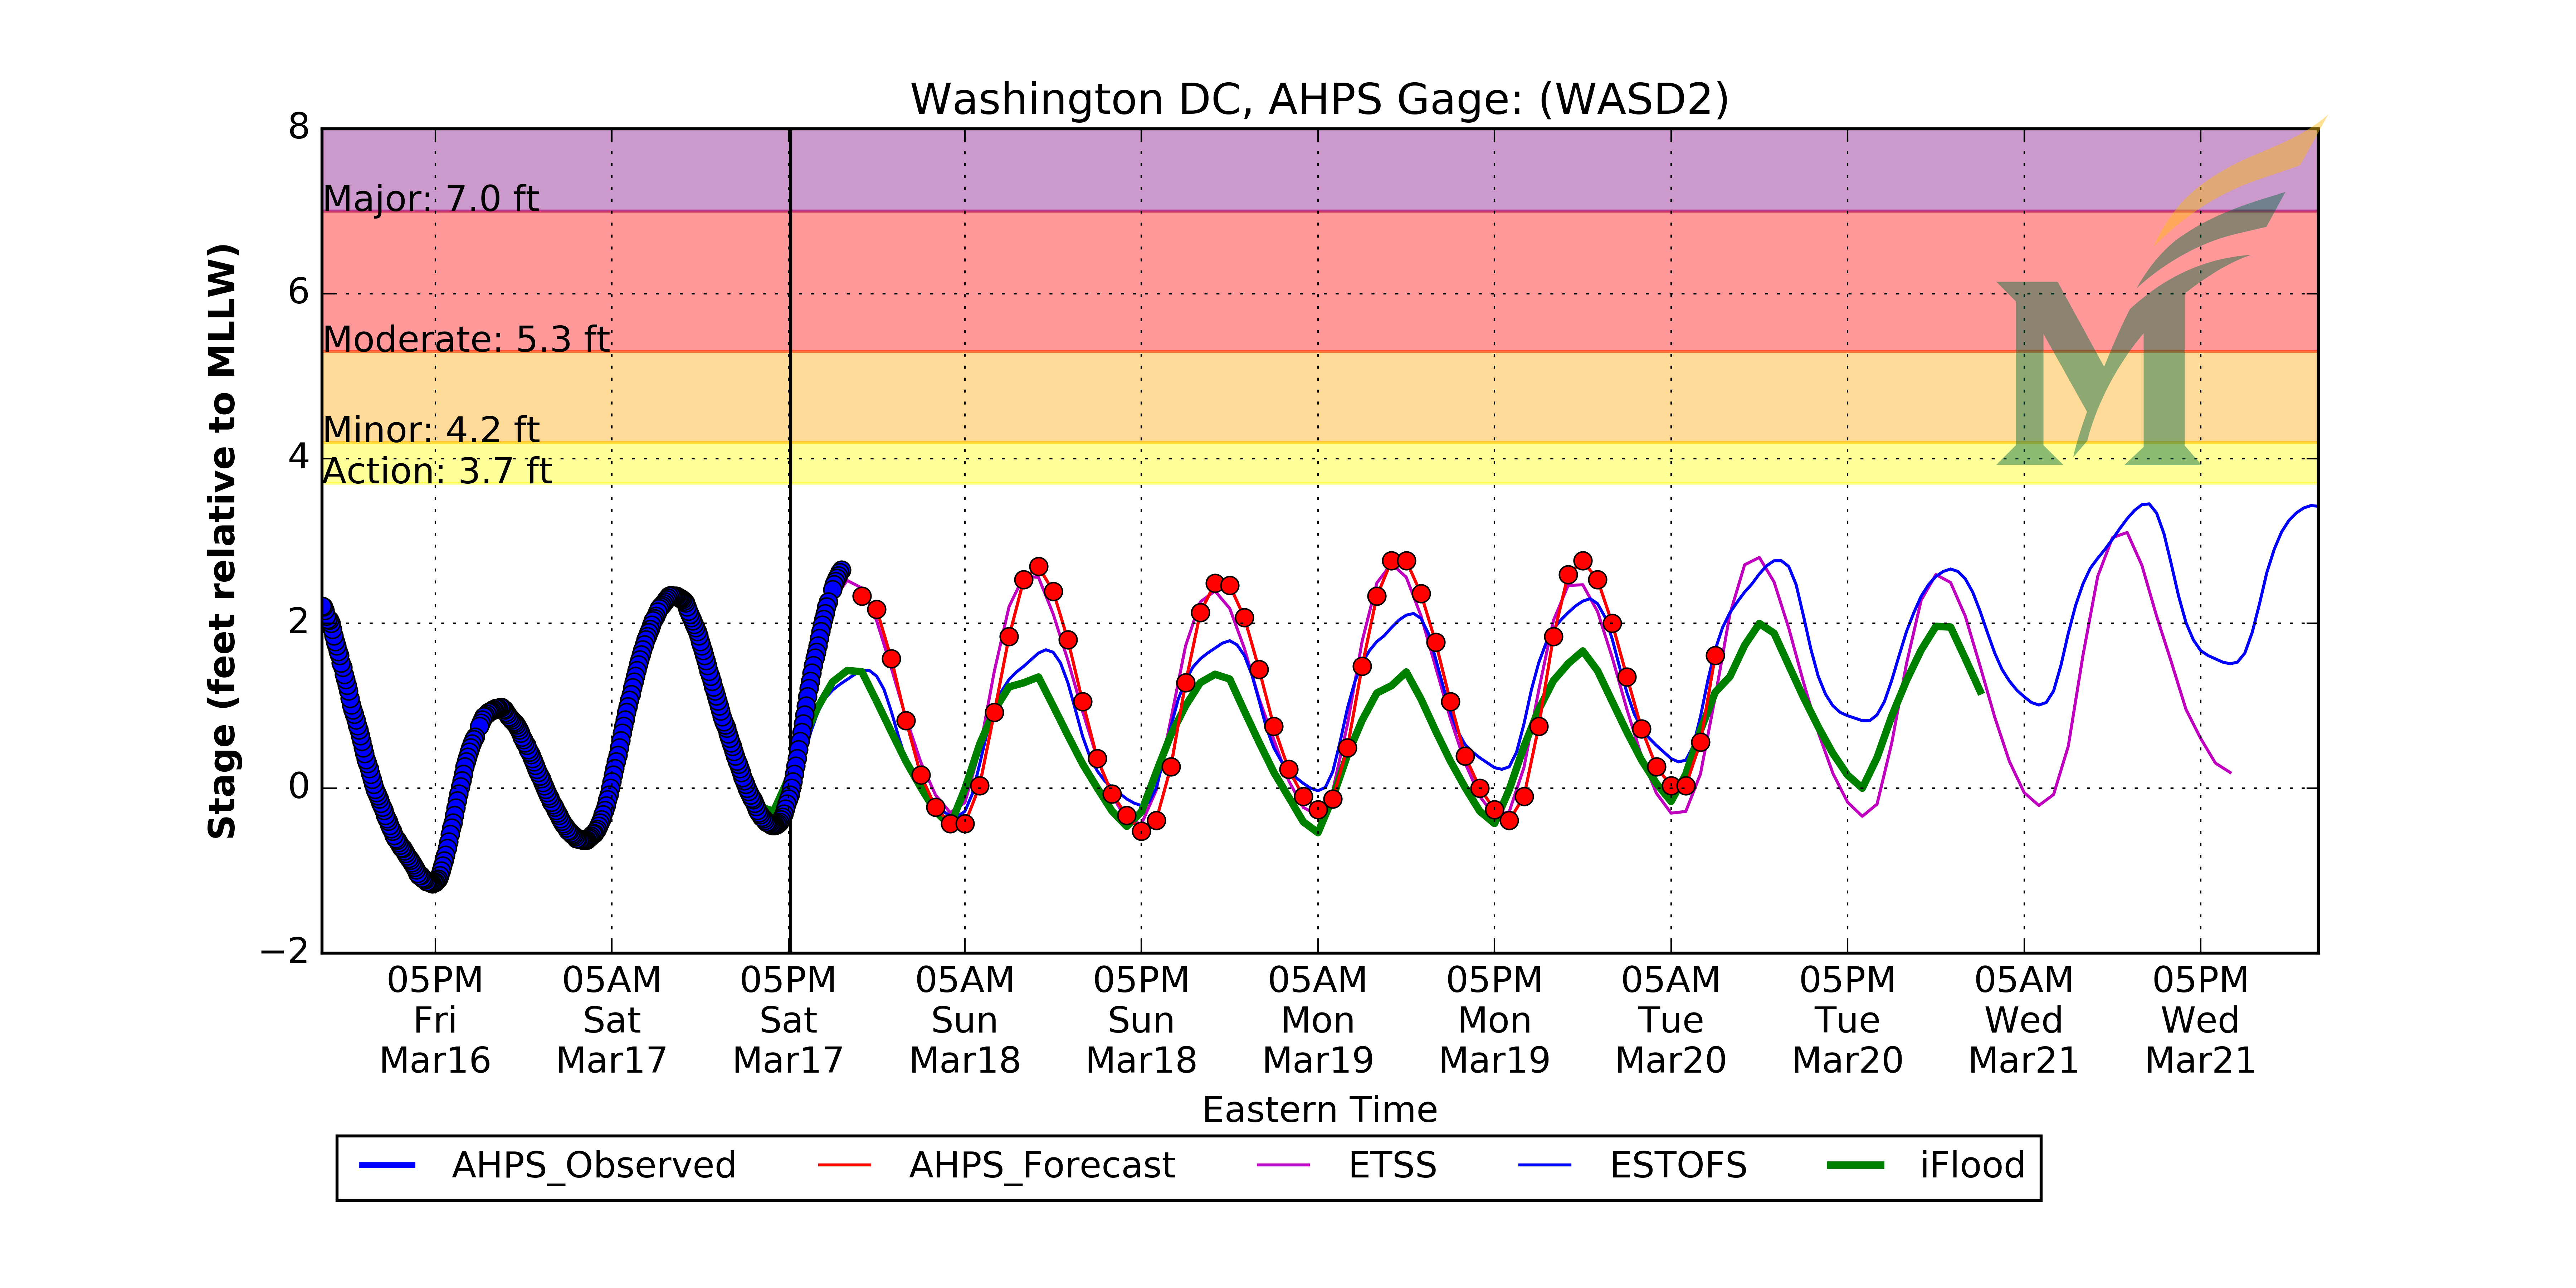 Washington DC, AHPS Gage: (WASD2)
Stage (feet relative to MLLW)
8
6
4
2
0
−2
Major: 7.0 ft
Moderate: 5.3 ft
Minor: 4.2 ft
Action: 3.7 ft
05PM 05AM 05PM 05AM 05PM 05AM 05PM 05AM 05PM 05AM 05PM
Fri Sat Sat Sun Sun Mon Mon Tue Tue Wed Wed
Mar16 Mar17 Mar17 Mar18 Mar18 Mar19 Mar19 Mar20 Mar20 Mar21 Mar21
Eastern Time
AHPS_Observed AHPS_Forecast ETSS ESTOFS iFlood